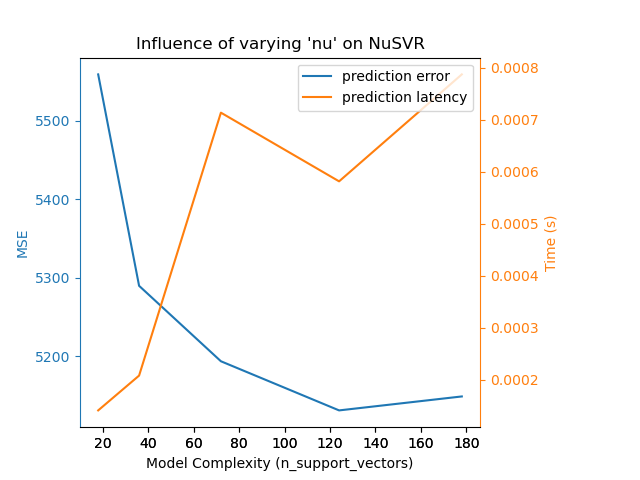 Influence of varying 'nu' on NuSVR
prediction error
prediction latency
MSE
5500
5400
5300
5200
0.0008
0.0007
0.0006
0.0005
0.0004
0.0003
0.0002
Time (s)
20 40 60 80 100 120 140 160 180
Model Complexity (n_support_vectors)